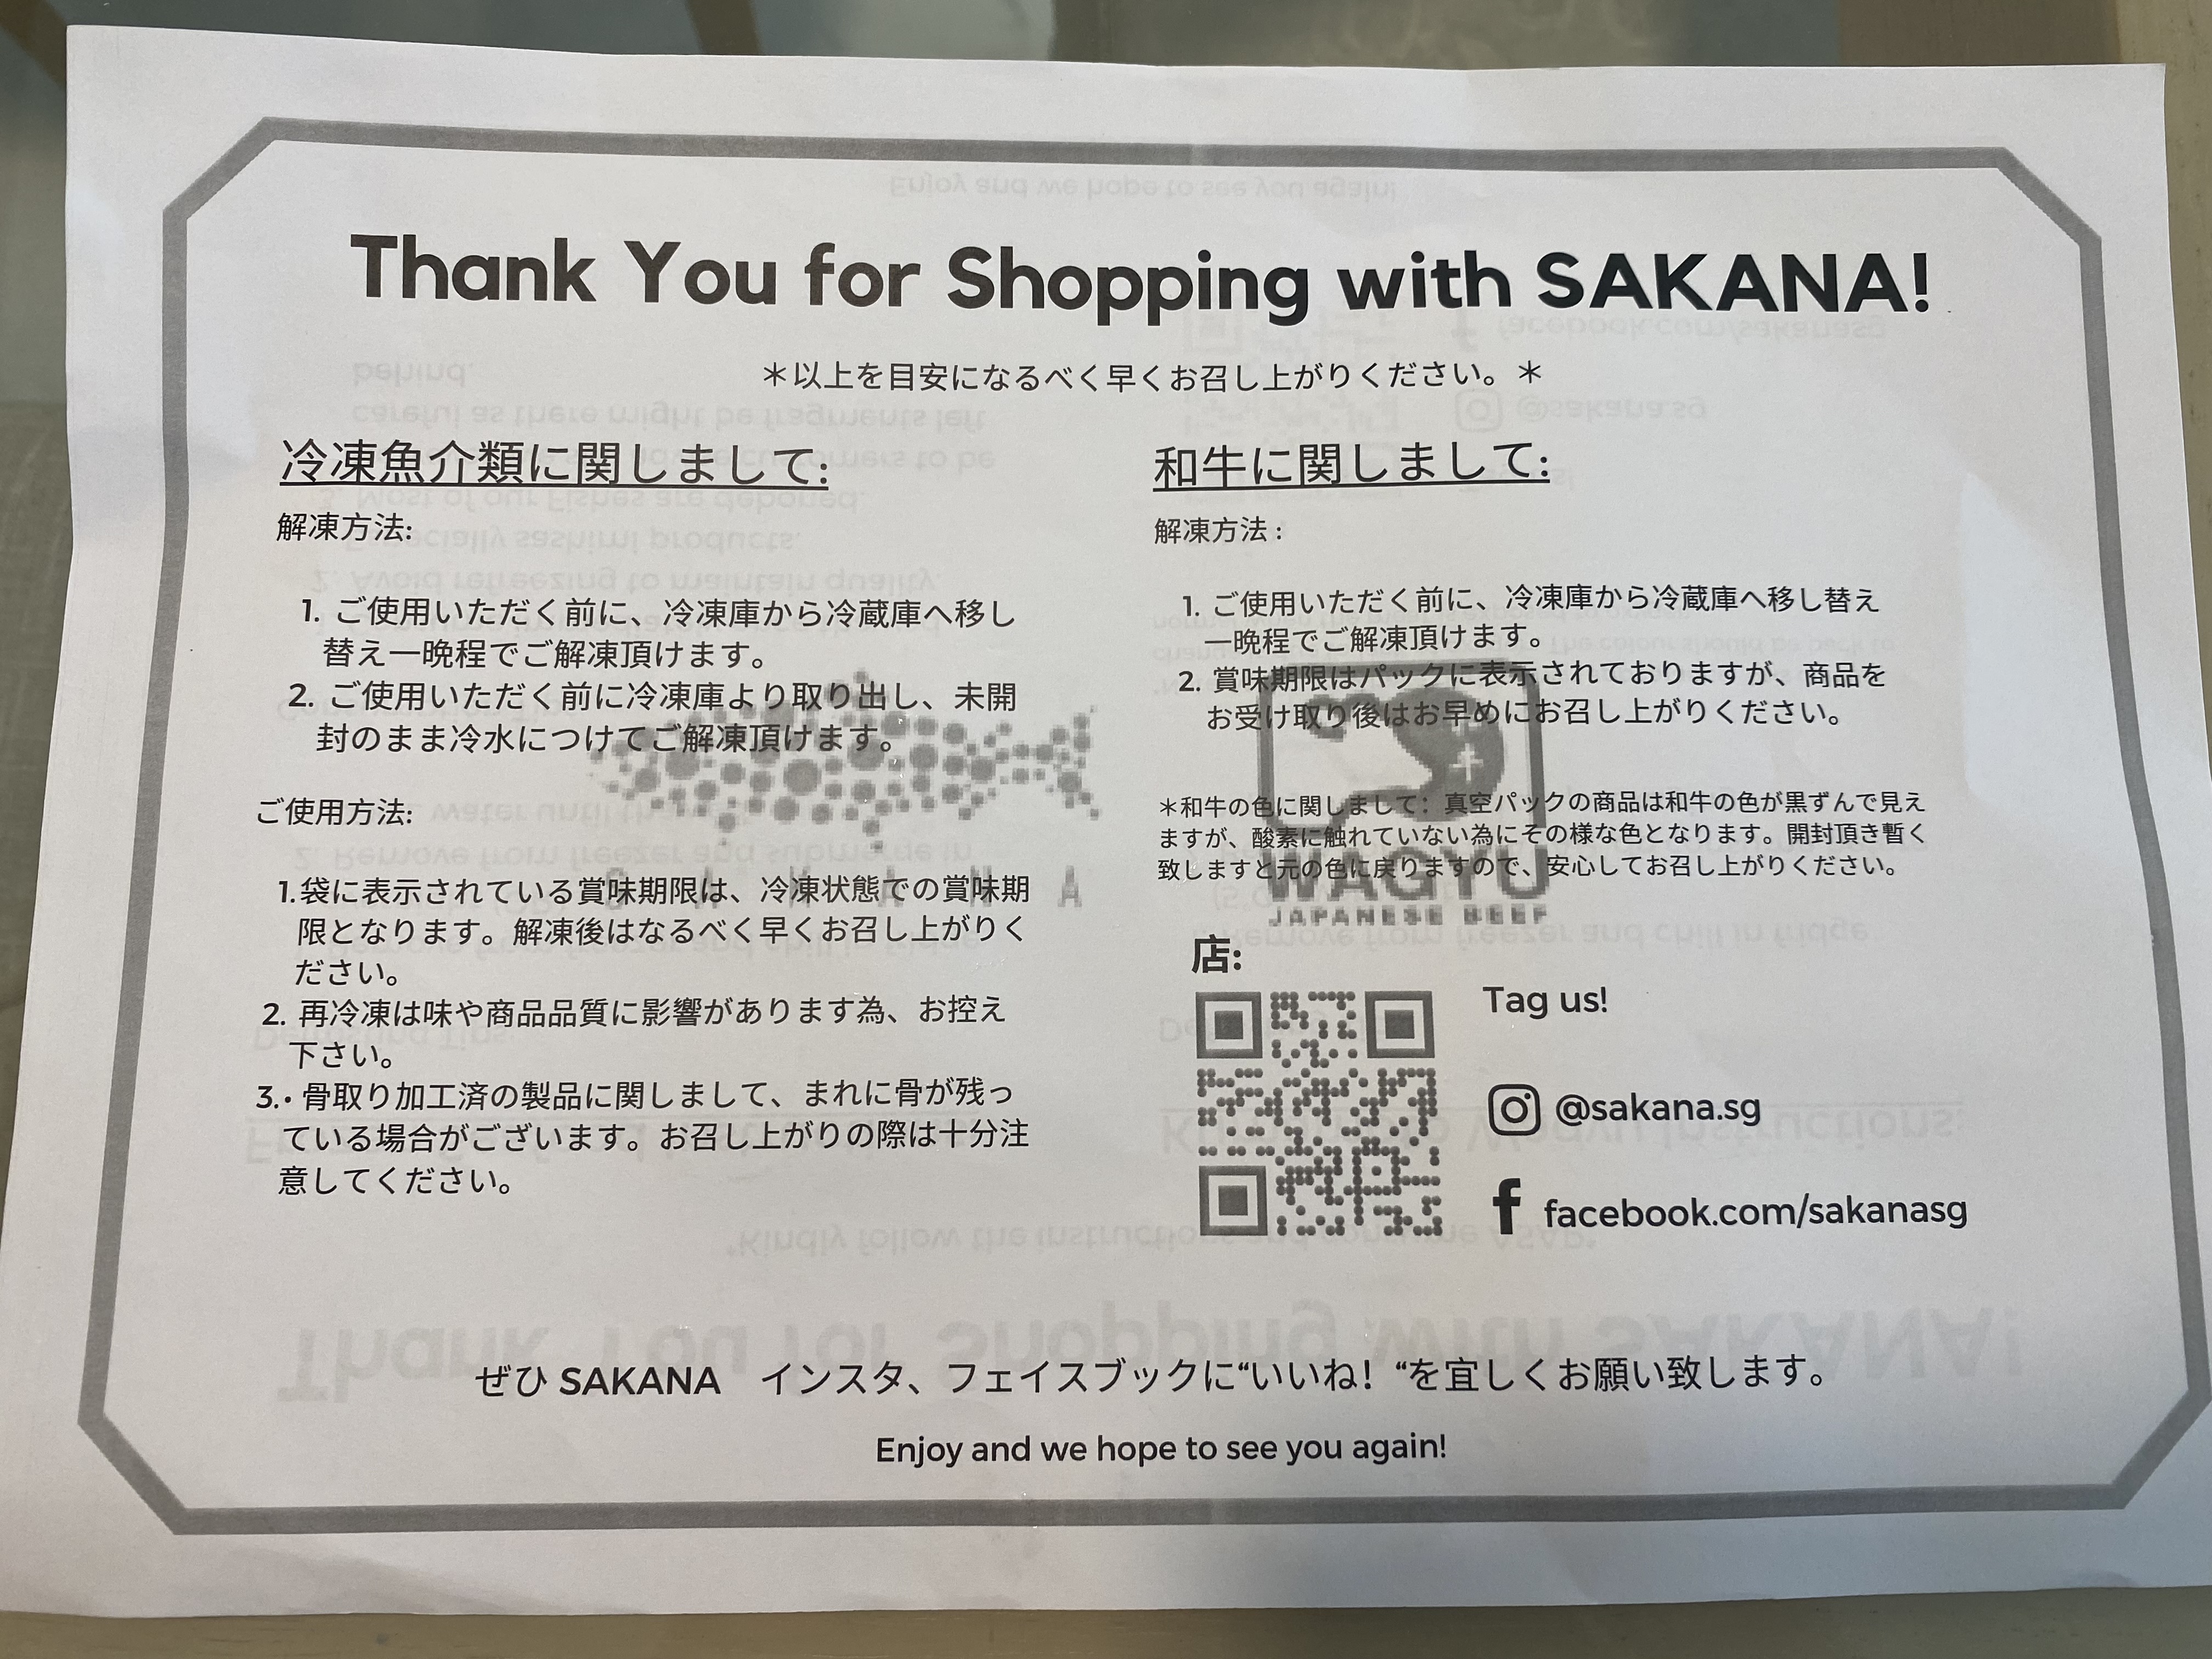 Thank You for Shopping with SAKANA!
＊以上を目安になるべく早くお召し上がりください。＊
冷凍魚介類に関しまして:
解凍方法:
1. ご使用いただく前に、冷凍庫から冷蔵庫へ移し
替え一晩程でご解凍頂けます。
2. ご使用いただく前に冷凍庫より取り出し、未開
封のまま冷水につけてご解凍頂けます。
ご使用方法:
1.袋に表示されている賞味期限は、冷凍状態での賞味期
限となります。解凍後はなるべく早くお召し上がりく
ださい。
2. 再冷凍は味や商品品質に影響があります為、お控え
下さい。
3.・骨取り加工済の製品に関しまして、まれに骨が残っ
ている場合がございます。お召し上がりの際は十分注
意してください。
SAKANA
和牛に関しまして:
解凍方法 :
1. ご使用いただく前に、冷凍庫から冷蔵庫へ移し替え
一晩程でご解凍頂けます。
2. 賞味期限はパックに表示されておりますが、商品を
お受け取り後はお早めにお召し上がりください。
＊和牛の色に関しまして：真空パックの商品は和牛の色が黒ずんで見え
ますが、酸素に触れていない為にその様な色となります。開封頂き暫く
致しますと元の色に戻りますので、安心してお召し上がりください。
WAGYU
JAPANESE BEEF
店:
Tag us!
@sakana.sg
facebook.com/sakanasg
ぜひ SAKANA　インスタ、フェイスブックに“いいね！“を宜しくお願い致します。
Enjoy and we hope to see you again!